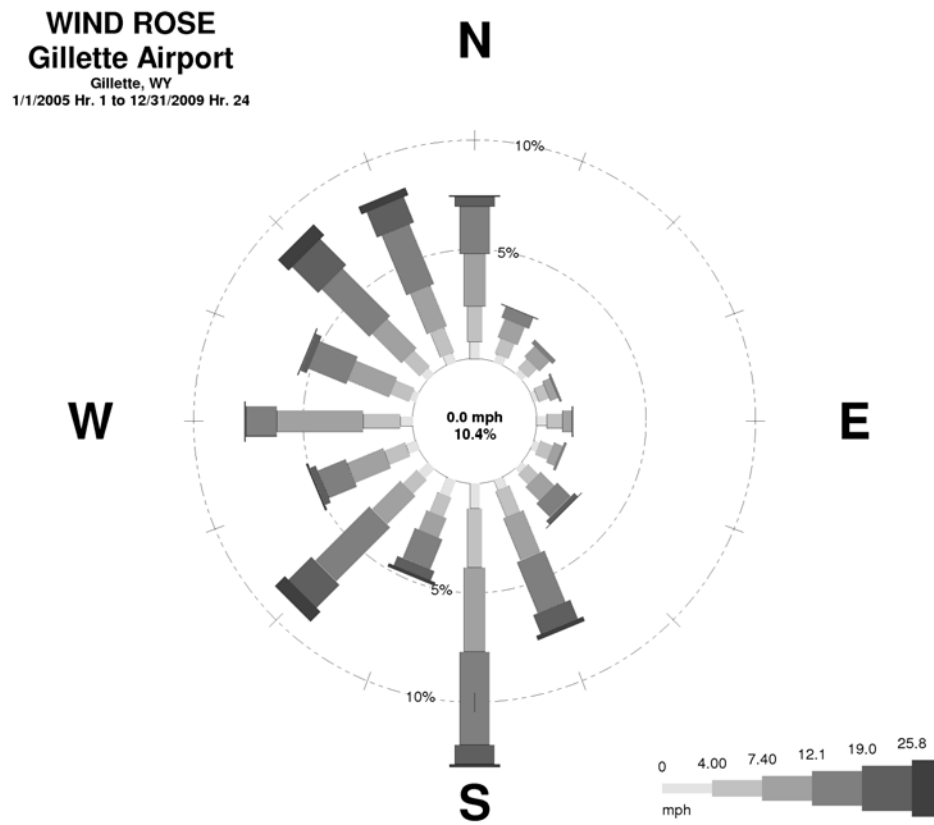 WIND ROSE
Gillette Airport
Gillette, WY
1/1/2005 Hr. 1 to 12/31/2009 Hr. 24
N
10%
5%
W
0.0 mph
10.4%
E
5%
10%
S
0 4.00 7.40 12.1 19.0 25.8
mph